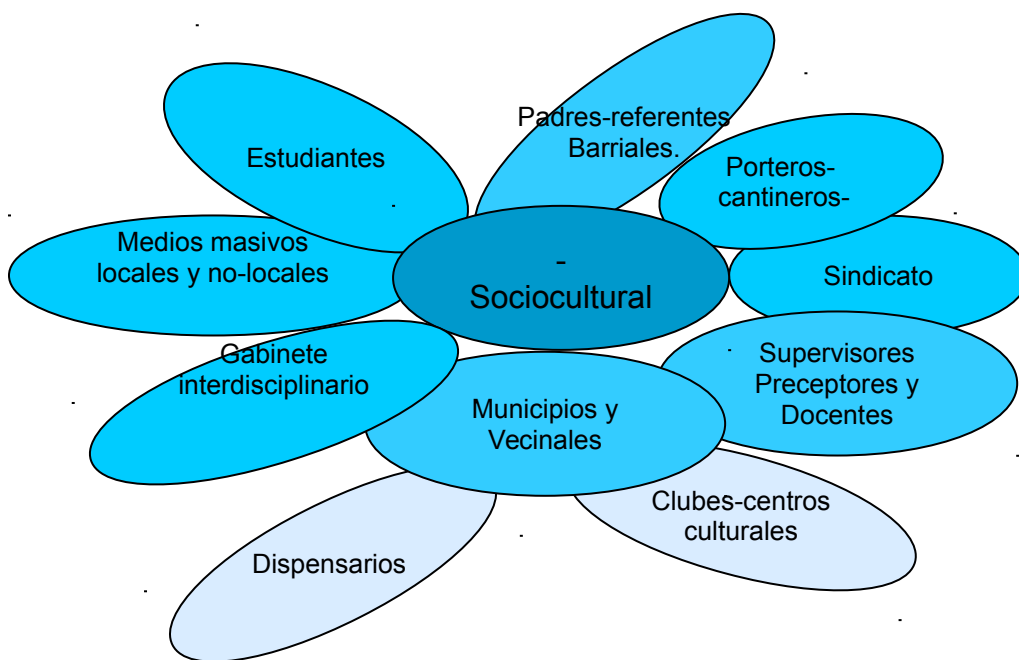 Padres-referentes
Barriales.
Estudiantes
Porteros-
cantineros-
Medios masivos
locales y no-locales
-
Sociocultural
Sindicato
Gabinete
interdisciplinario
Supervisores
Preceptores y
Docentes
Municipios y
Vecinales
Clubes-centros
culturales
Dispensarios